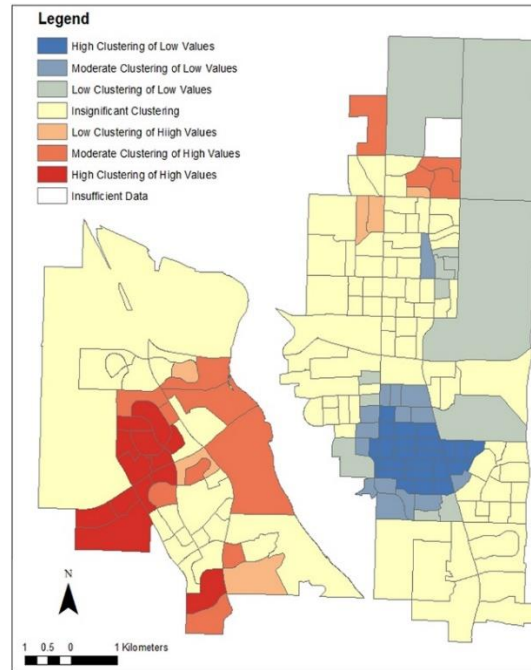 Legend
High Clustering of Low Values
Moderate Clustering of Low Values
Low Clustering of Low Values
Insignificant Clustering
Low Clustering of Hiigh Values
Moderate Clustering of High Values
High Clustering of High Values
Insufficient Data
N
1 0.5 0 1 Kilometers